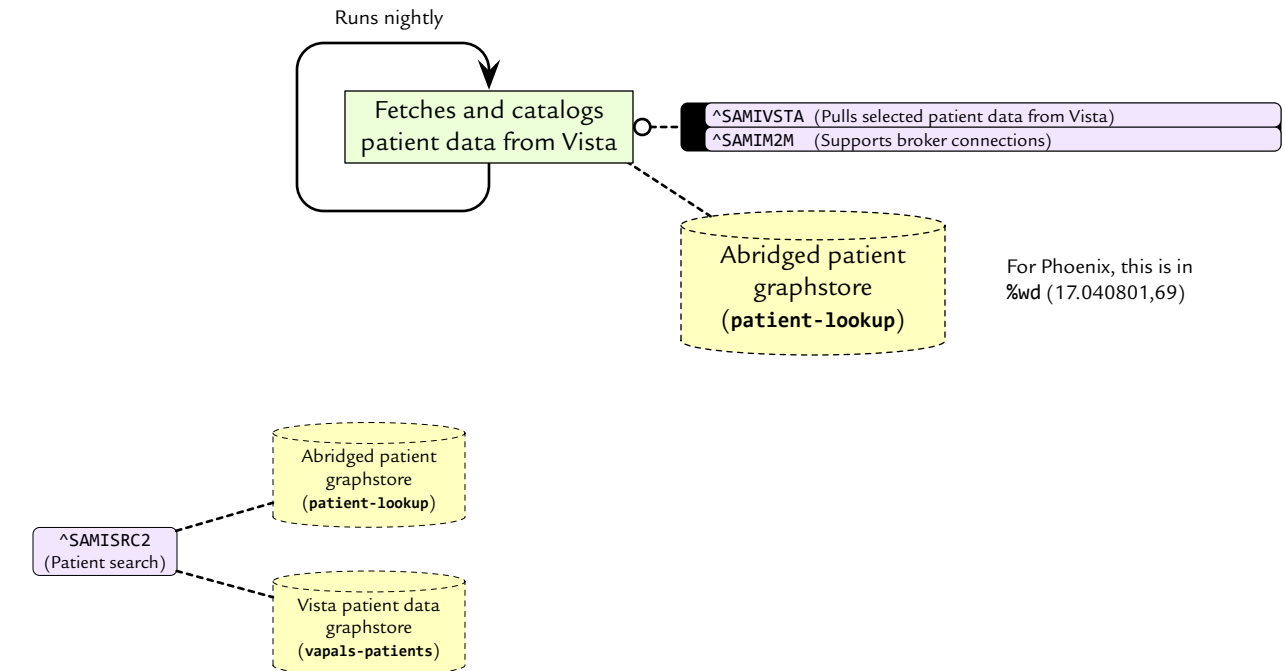 Runs nightly
Fetches and catalogs
patient data from Vista
^SAMIVSTA (Pulls selected patient data from Vista)
^SAMIM2M (Supports broker connections)
Abridged patient
graphstore
(patient-lookup)
For Phoenix, this is in
%wd (17.040801,69)
Abridged patient
graphstore
(patient-lookup)
^SAMISRC2
(Patient search)
Vista patient data
graphstore
(vapals-patients)